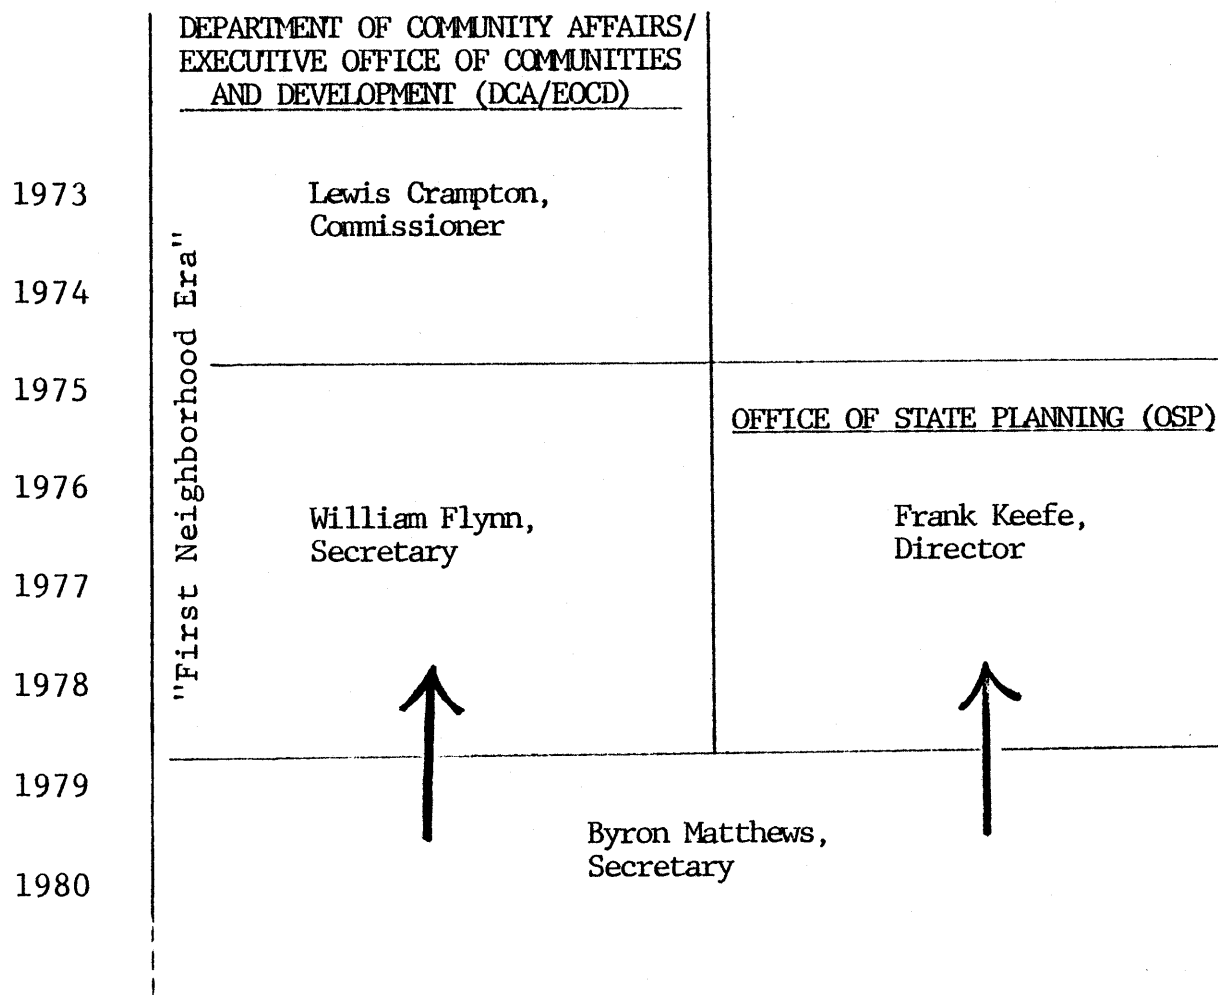 DEPARTMENT OF COMMUNITY AFFAIRS/
EXECUTIVE OFFICE OF COMMUNITIES
AND DEVELOPMENT (DCA/EOCD)
1973
Lewis Crampton,
Commissioner
1974
"First Neighborhood Era"
1975
OFFICE OF STATE PLANNING (OSP)
1976
William Flynn,
Secretary
Frank Keefe,
Director
1977
1978
1979
Byron Matthews,
Secretary
1980